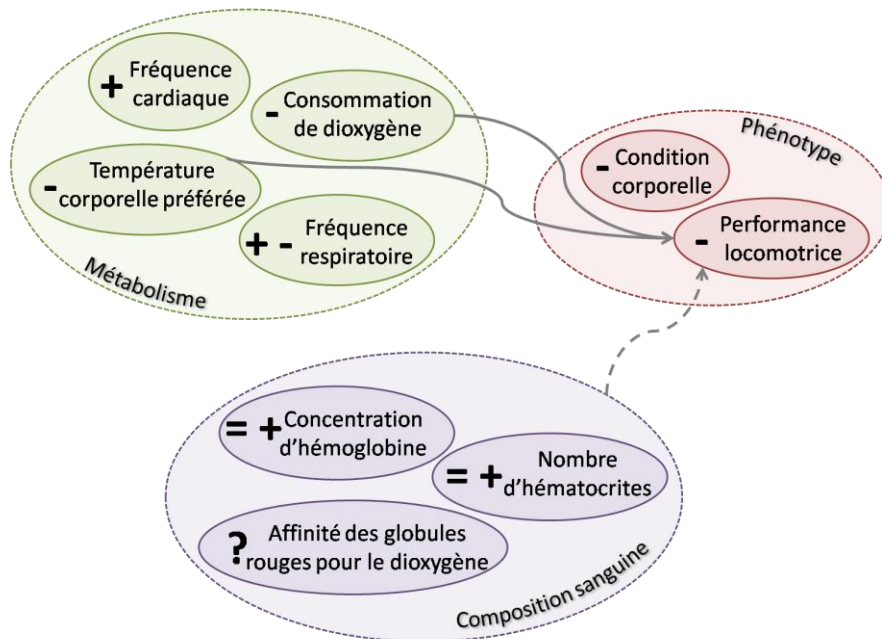 + Fréquence
cardiaque
- Consommation
de dioxygène
- Température
corporelle préférée
+ - Fréquence
respiratoire
Métabolisme
Phénotype
- Condition
corporelle
- Performance
locomotrice
= + Concentration
d'hémoglobine
= + Nombre
d'hématocrites
? Affinité des globules
rouges pour le dioxygène
Composition sanguine